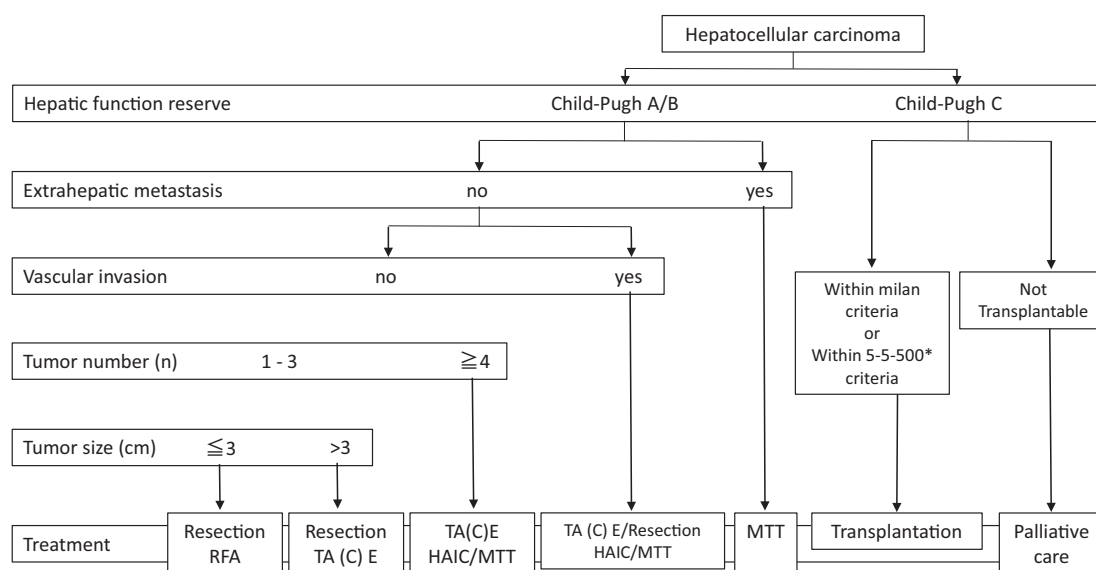 Hepatocellular carcinoma
Hepatic function reserve
Child-Pugh A/B
Child-Pugh C
Extrahepatic metastasis
no
yes
Vascular invasion
no
yes
Within milan
criteria
or
Within 5-5-500*
criteria
Not
Transplantable
Tumor number (n)
1 - 3
≧4
Tumor size (cm)
≦3
>3
Treatment
Resection
RFA
Resection
TA (C) E
TA(C)E
HAIC/MTT
TA (C) E/Resection
HAIC/MTT
MTT
Transplantation
Palliative
care